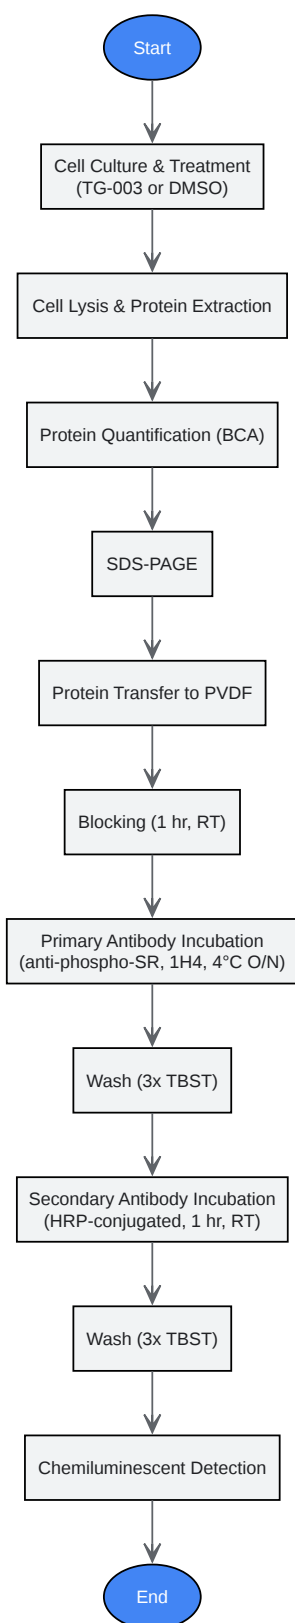 Start
Cell Culture & Treatment
(TG-003 or DMSO)
Cell Lysis & Protein Extraction
Protein Quantification (BCA)
SDS-PAGE
Protein Transfer to PVDF
Blocking (1 hr, RT)
Primary Antibody Incubation
(anti-phospho-SR, 1H4, 4°C O/N)
Wash (3x TBST)
Secondary Antibody Incubation
(HRP-conjugated, 1 hr, RT)
Wash (3x TBST)
Chemiluminescent Detection
End